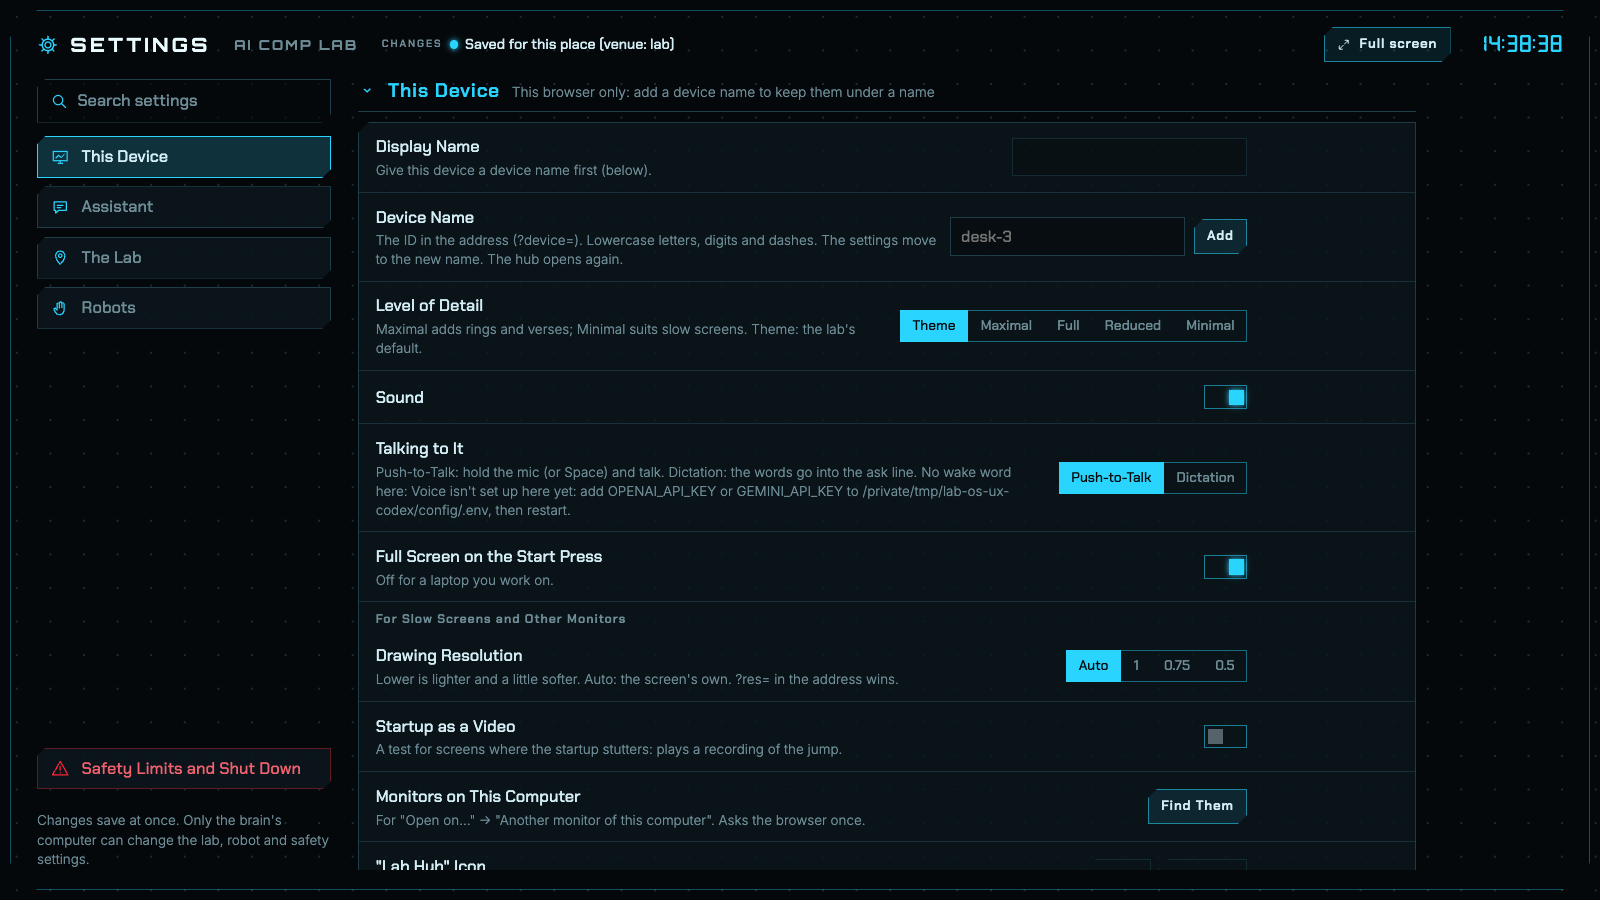 SETTINGS AI COMP LAB CHANGES Saved for this place (venue: lab) Full screen 14:38:38
Search settings
This Device
Assistant
The Lab
Robots
Safety Limits and Shut Down
Changes save at once. Only the brain's
computer can change the lab, robot and safety
settings.
This Device This browser only: add a device name to keep them under a name
Display Name
Give this device a device name first (below).
Device Name
The ID in the address (?device=). Lowercase letters, digits and dashes. The settings move
to the new name. The hub opens again.
desk-3 Add
Level of Detail
Maximal adds rings and verses; Minimal suits slow screens. Theme: the lab's
default.
Theme Maximal Full Reduced Minimal
Sound
Talking to It
Push-to-Talk: hold the mic (or Space) and talk. Dictation: the words go into the ask line. No wake word
here: Voice isn't set up here yet: add OPENAI_API_KEY or GEMINI_API_KEY to /private/tmp/lab-os-ux-
codex/config/.env, then restart.
Push-to-Talk Dictation
Full Screen on the Start Press
Off for a laptop you work on.
For Slow Screens and Other Monitors
Drawing Resolution
Lower is lighter and a little softer. Auto: the screen's own. ?res= in the address wins.
Auto 1 0.75 0.5
Startup as a Video
A test for screens where the startup stutters: plays a recording of the jump.
Monitors on This Computer
For "Open on..." → "Another monitor of this computer". Asks the browser once.
Find Them
"Lab Hub" Icon